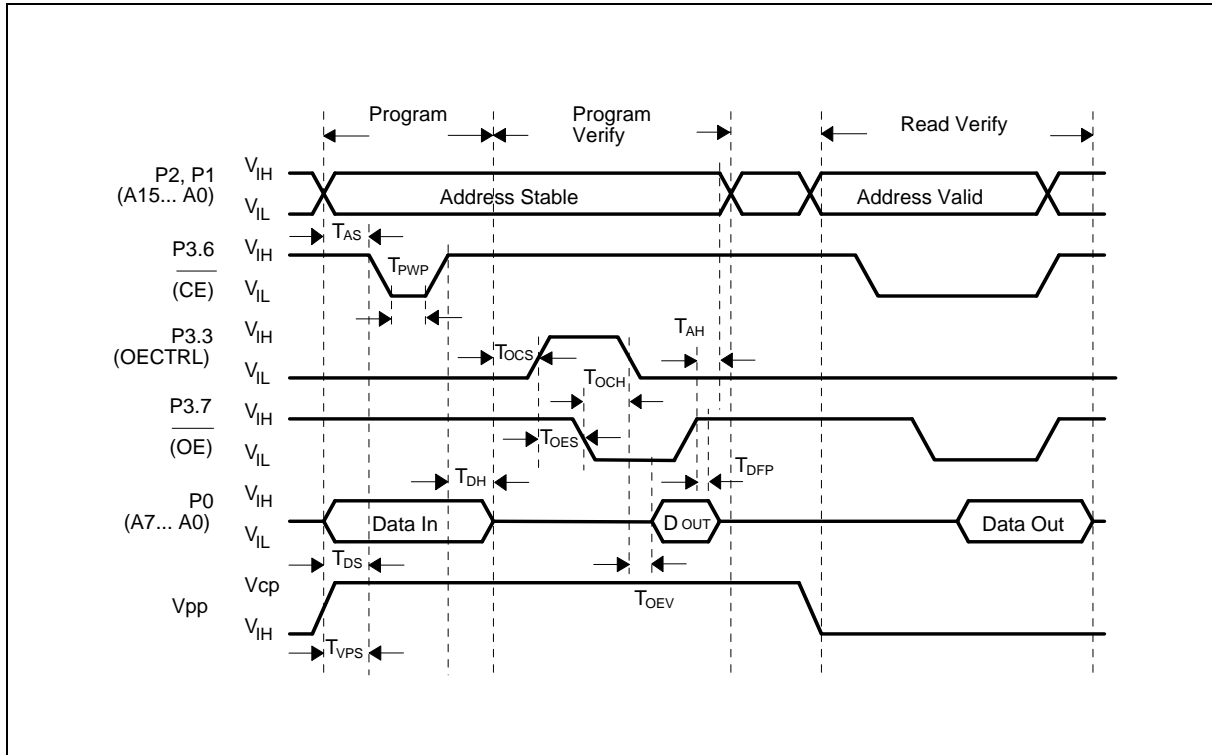 Program
Program
Verify
Read Verify
P2, P1
(A15... A0)
VIH
VIL
Address Stable
Address Valid
TAS
P3.6
(CE)
VIH
VIL
TPWP
P3.3
(OECTRL)
VIH
VIL
TOCS
TAH
TOCH
P3.7
(OE)
VIH
VIL
TOES
TDFP
TDH
P0
(A7... A0)
VIH
VIL
Data In
D OUT
Data Out
TDS
Vpp
Vcp
VIH
TOEV
TVPS